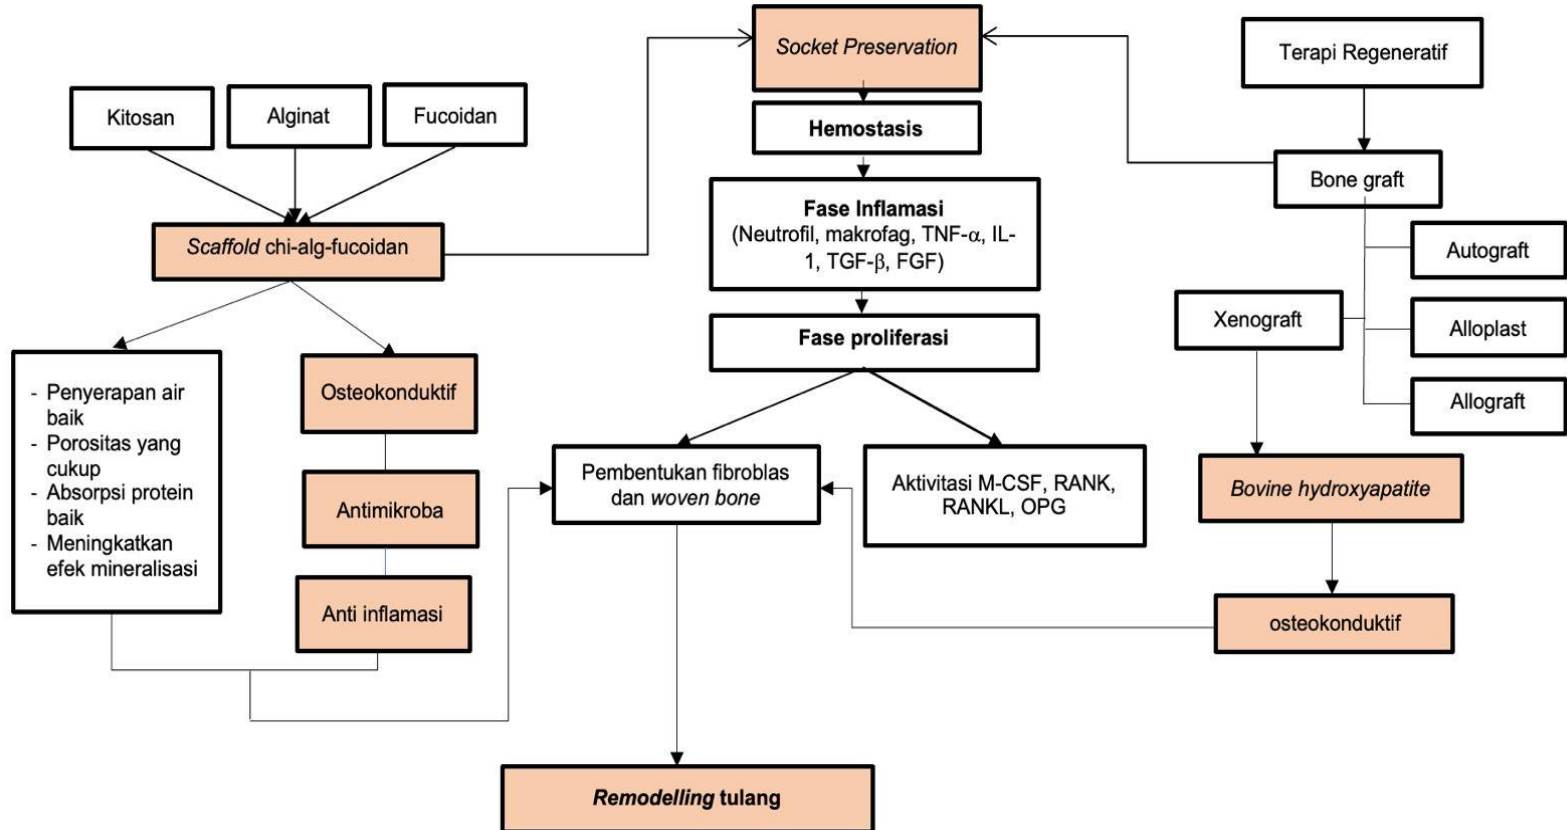 Socket Preservation
Terapi Regeneratif
Kitosan
Alginat
Fucoidan
Hemostasis
Bone graft
Fase Inflamasi
(Neutrofil, makrofag, TNF-α, IL-
1, TGF-β, FGF)
Scaffold chi-alg-fucoidan
Autograft
Xenograft
Alloplast
Fase proliferasi
Allograft
- Penyerapan air
baik
- Porositas yang
cukup
- Absorpsi protein
baik
- Meningkatkan
efek mineralisasi
Osteokonduktif
Antimikroba
Anti inflamasi
Pembentukan fibroblas
dan woven bone
Aktivitasi M-CSF, RANK,
RANKL, OPG
Bovine hydroxyapatite
osteokonduktif
Remodelling tulang